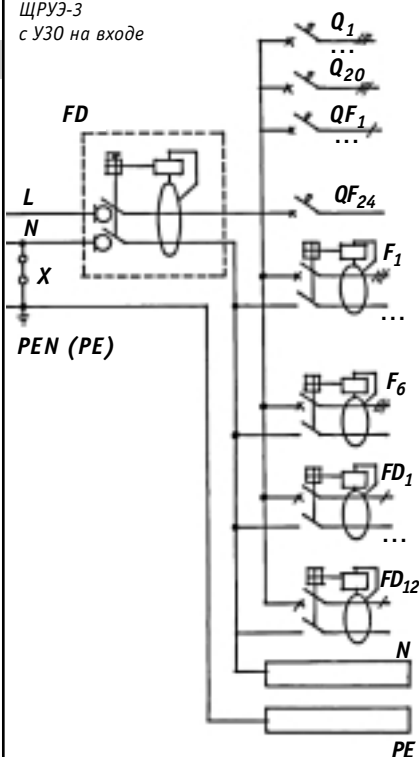 ЩРУЭ-3
с УЗО на входе
Q1
...
Q20
QF1
...
FD
L
QF24
N
F1
X
...
PEN (PE)
F6
FD1
...
FD12
N
PE